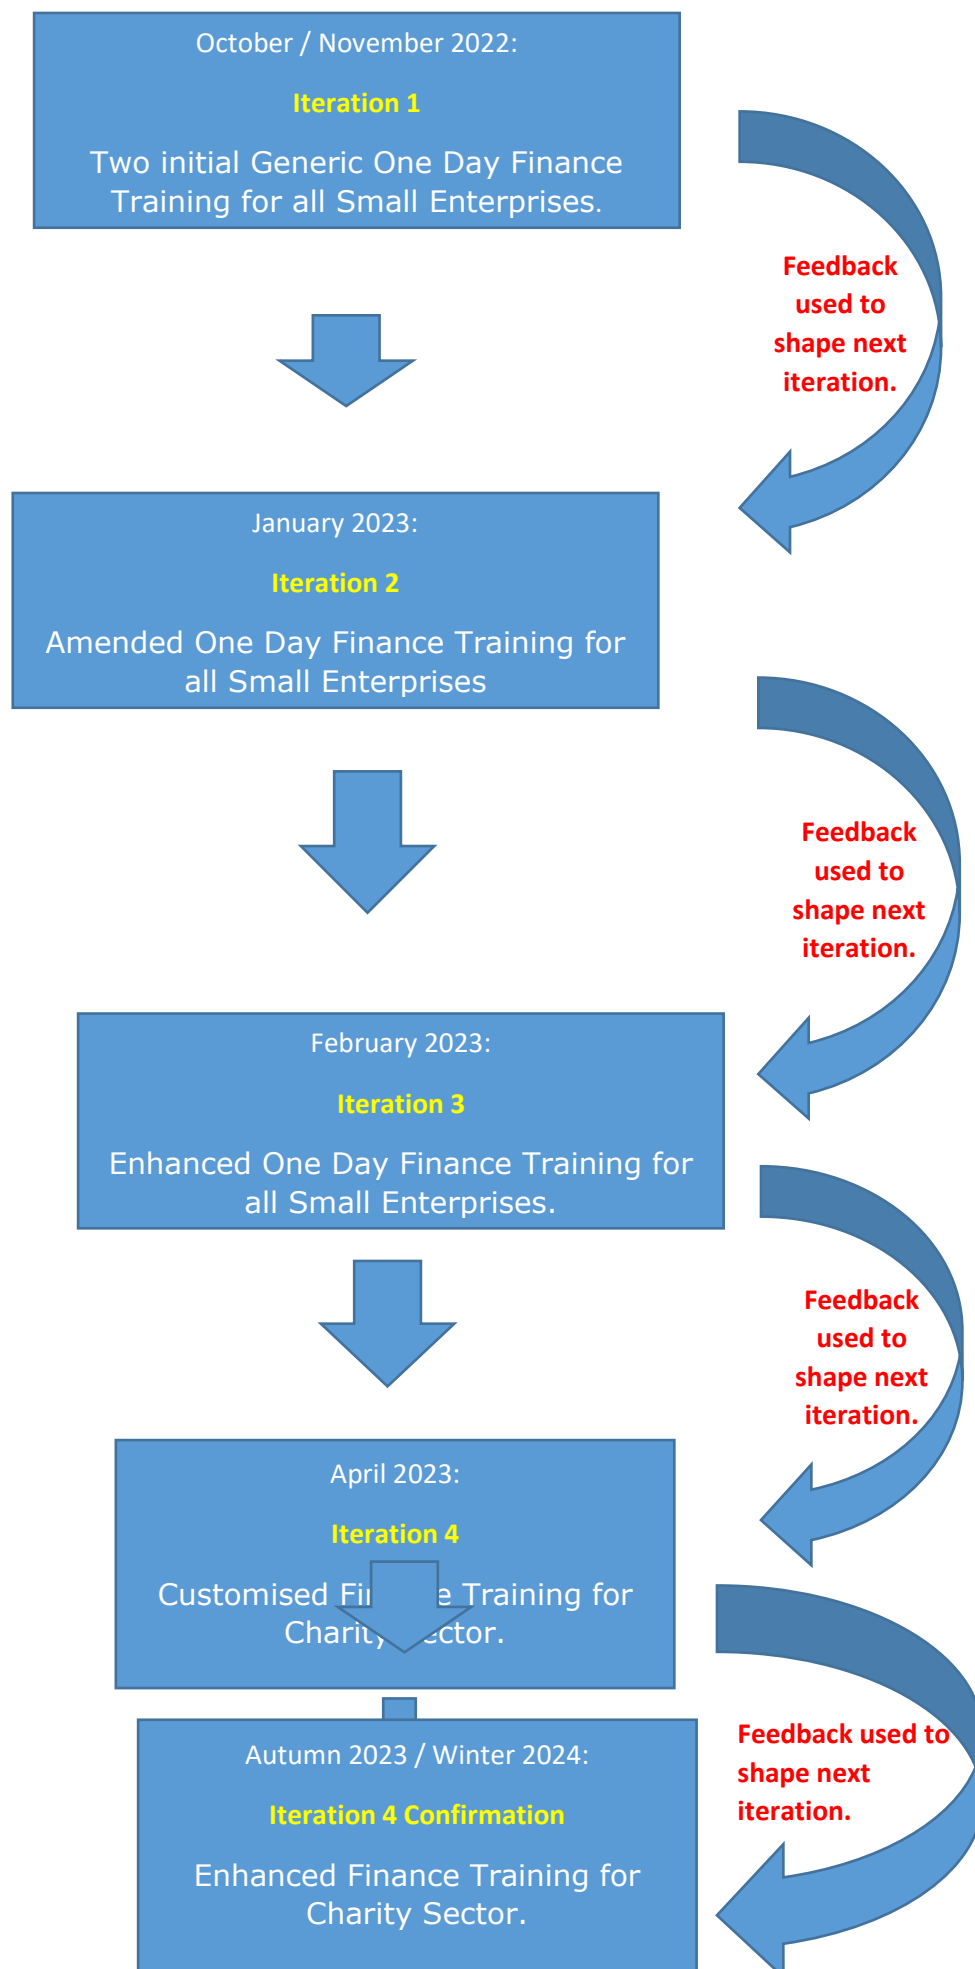 October / November 2022:
Iteration 1
Two initial Generic One Day Finance
Training for all Small Enterprises.
Feedback
used to
shape next
iteration.
January 2023:
Iteration 2
Amended One Day Finance Training for
all Small Enterprises
Feedback
used to
shape next
iteration.
February 2023:
Iteration 3
Enhanced One Day Finance Training for
all Small Enterprises.
Feedback
used to
shape next
iteration.
April 2023:
Iteration 4
Customised Training for
Charity
Feedback used to
shape next
iteration.
Autumn 2023 / Winter 2024:
Iteration 4 Confirmation
Enhanced Finance Training for
Charity Sector.